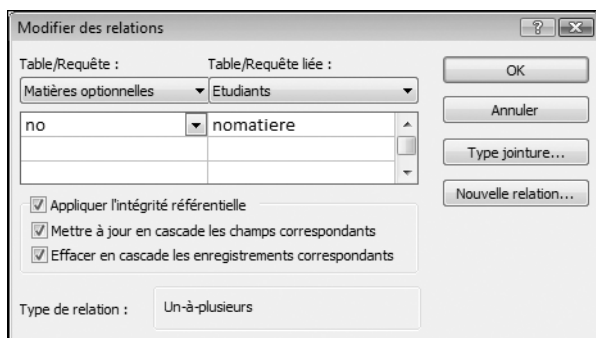 Modifier des relations
Table/Requête : Table/Requête liée :
Matières optionnelles Etudiants
no nomatiere
Appliquer l'intégrité référentielle
Mettre à jour en cascade les champs correspondants
Effacer en cascade les enregistrements correspondants
Type de relation : Un-à-plusieurs
OK
Annuler
Type jointure...
Nouvelle relation...